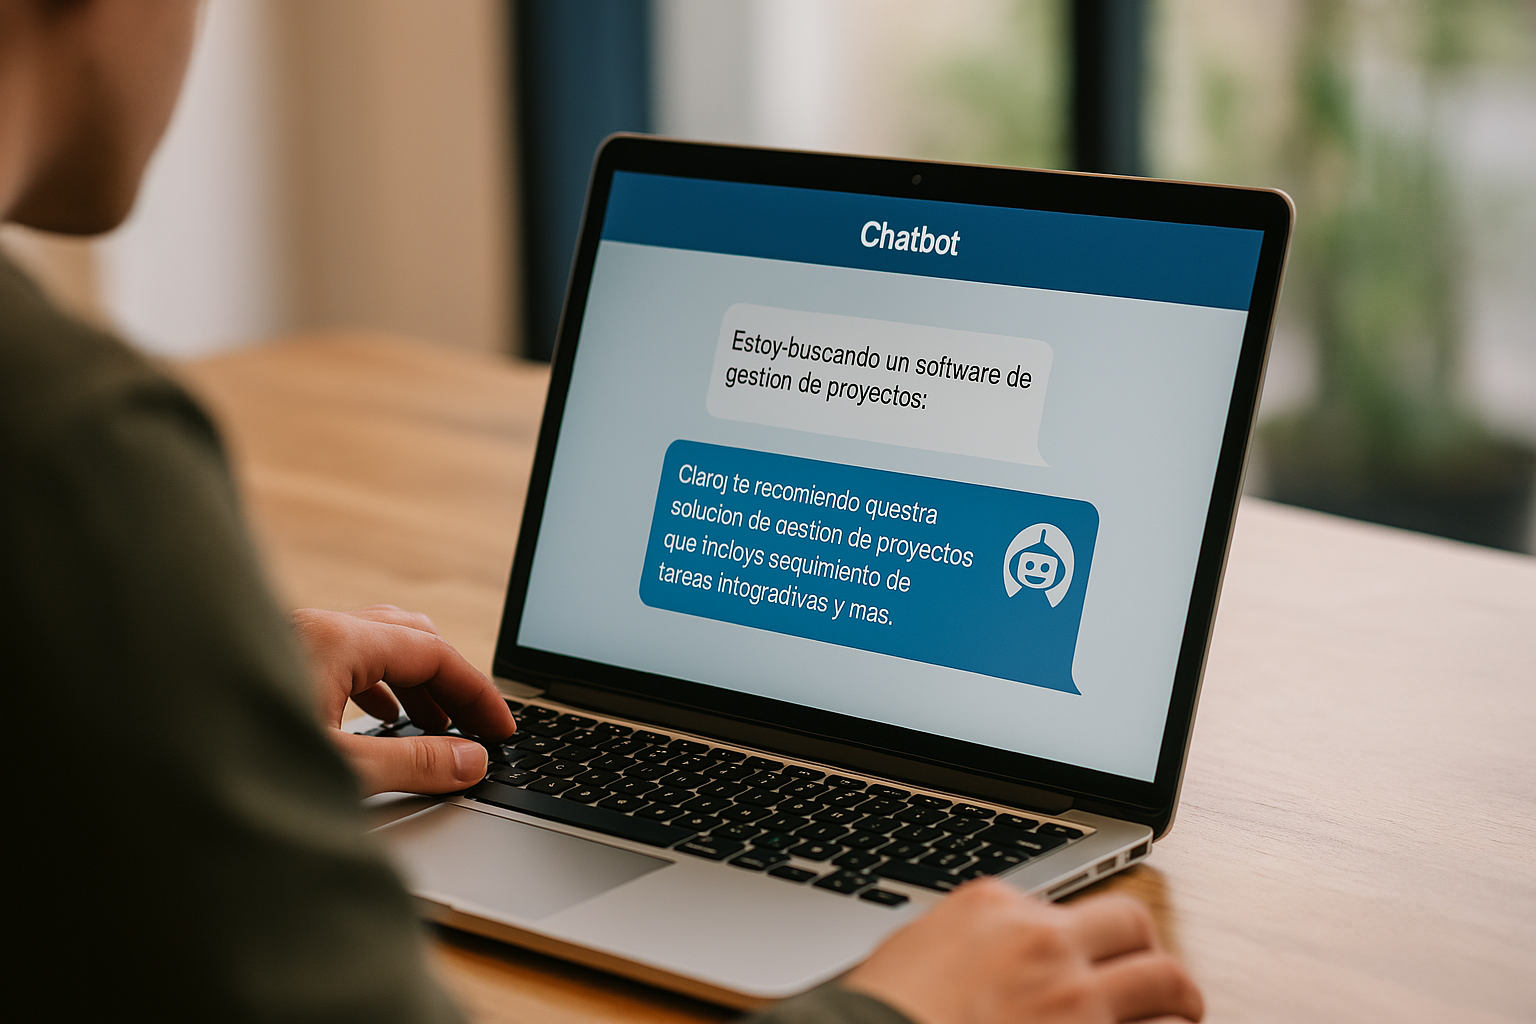 Chatbot
Estoy-buscando un software de
gestion de proyectos:
Claroj te recomiendo questra
solucion de aestion de proyectos
que incloys sequimiento de
tareas intogradivas y mas.